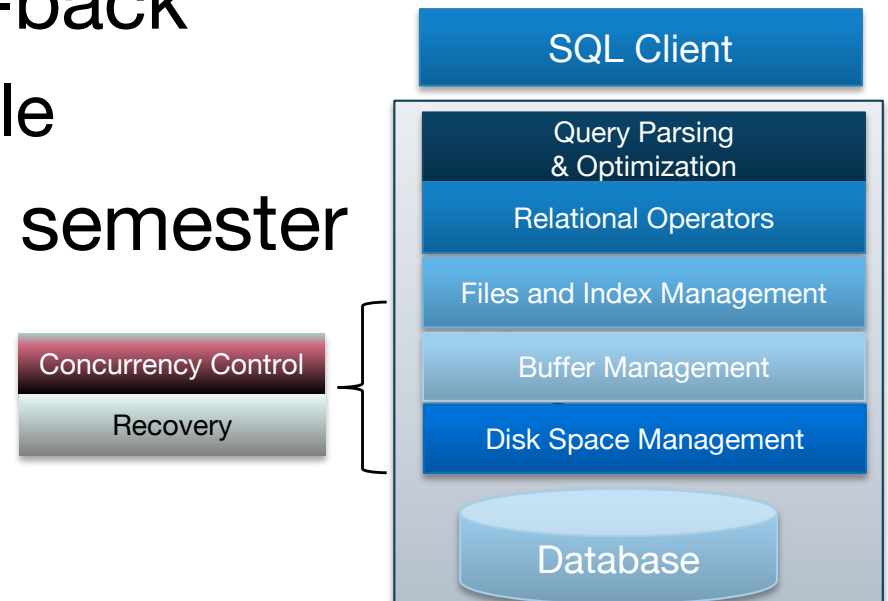 -back
le
semester
SQL Client
Query Parsing
& Optimization
Relational Operators
Files and Index Management
Buffer Management
Disk Space Management
Database
Concurrency Control
Recovery